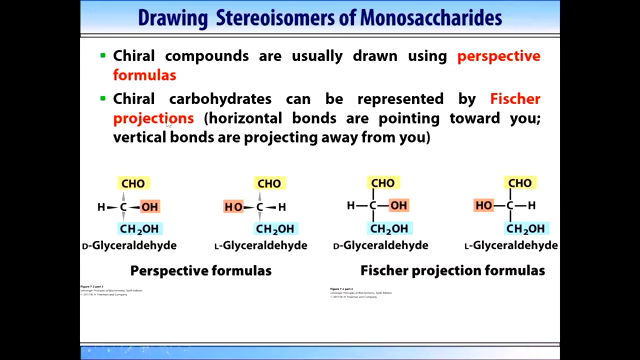 Drawing Stereoisomers of Monosaccharides
Chiral compounds are usually drawn using perspective
formulas
Chiral carbohydrates can be represented by Fischer
projections (horizontal bonds are pointing toward you;
vertical bonds are projecting away from you)
CHO CHO CHO CHO
H C OH HO C H H C OH HO C H
CH2OH CH2OH CH2OH CH2OH
D-Glyceraldehyde L-Glyceraldehyde D-Glyceraldehyde L-Glyceraldehyde
Perspective formulas Fischer projection formulas